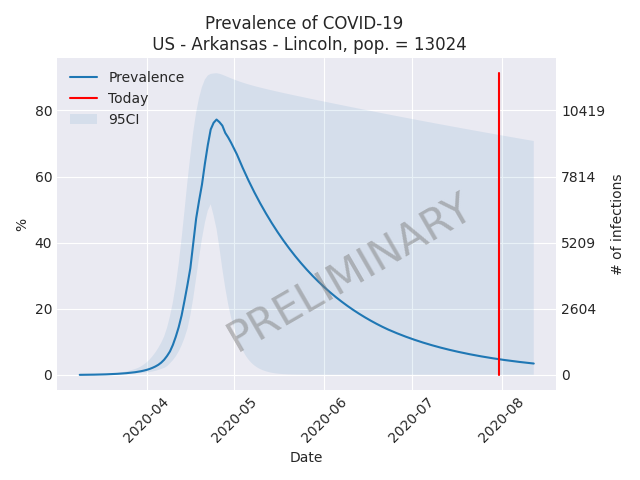 Prevalence of COVID-19
US - Arkansas - Lincoln, pop. = 13024
Prevalence
Today
95CI
80
60
40
20
0
%
10419
7814
5209
2604
0
# of infections
PRELIMINARY
2020-04
2020-05
2020-06
2020-07
2020-08
Date